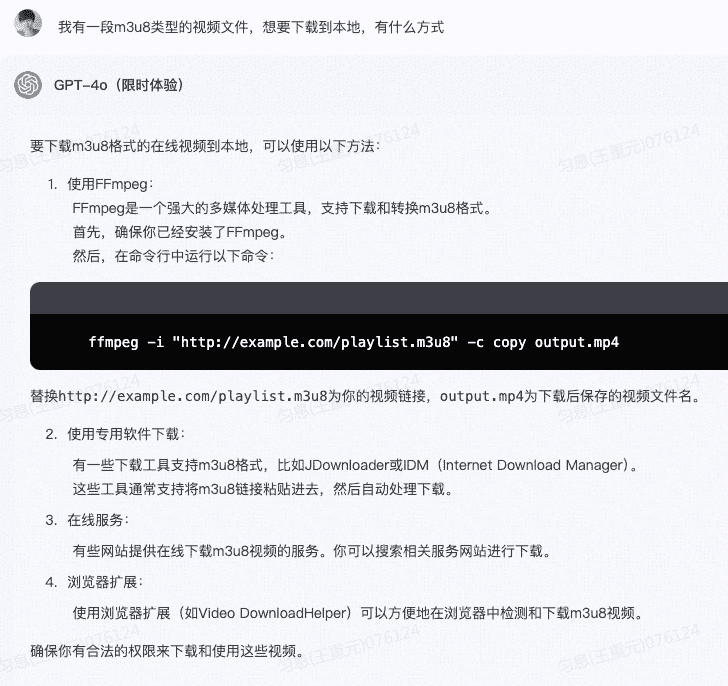 我有一段m3u8类型的视频文件，想要下载到本地，有什么方式
GPT-4o（限时体验）
要下载m3u8格式的在线视频到本地，可以使用以下方法：
1. 使用FFmpeg：
FFmpeg是一个强大的多媒体处理工具，支持下载和转换m3u8格式。
首先，确保你已经安装了FFmpeg。
然后，在命令行中运行以下命令：
ffmpeg -i "http://example.com/playlist.m3u8" -c copy output.mp4
替换http://example.com/playlist.m3u8为你的视频链接，output.mp4为下载后保存的视频文件名。
2. 使用专用软件下载：
有一些下载工具支持m3u8格式，比如JDownloader或IDM（Internet Download Manager）。
这些工具通常支持将m3u8链接粘贴进去，然后自动处理下载。
3. 在线服务：
有些网站提供在线下载m3u8视频的服务。你可以搜索相关服务网站进行下载。
4. 浏览器扩展：
使用浏览器扩展（如Video DownloadHelper）可以方便地在浏览器中检测和下载m3u8视频。
确保你有合法的权限来下载和使用这些视频。